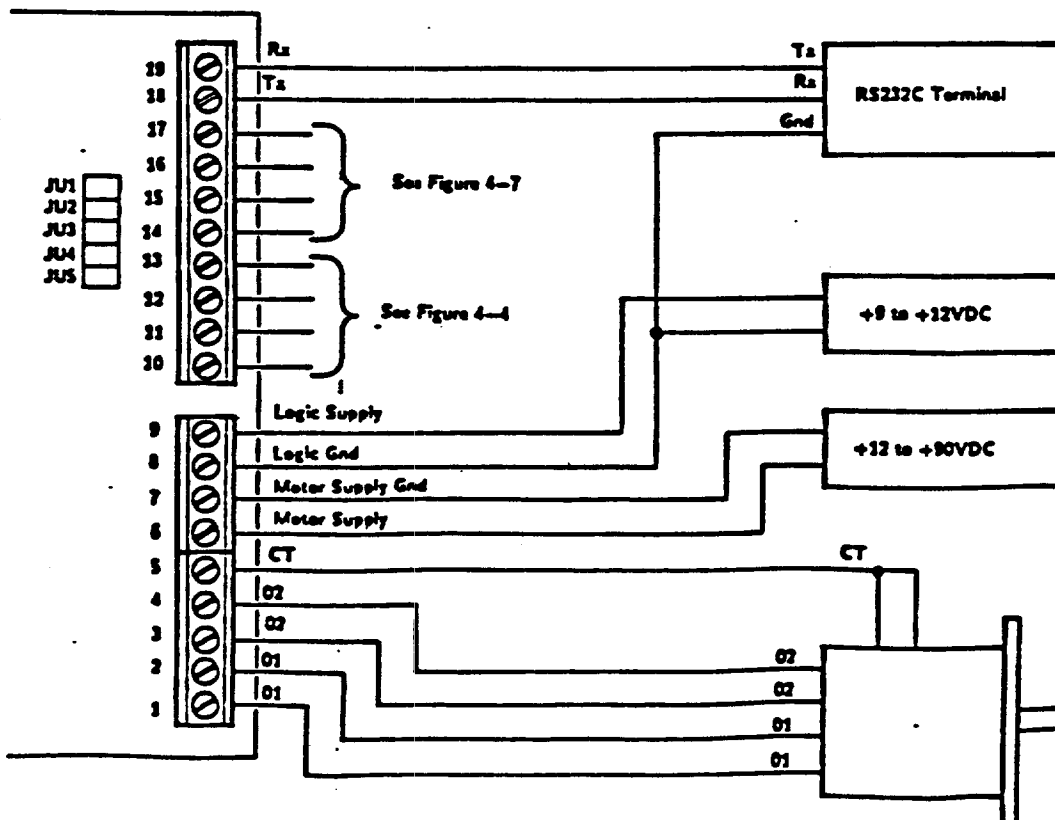 19 Rx Tx
18 Tx Rx RS232C Terminal
17 Gnd
16
See Figure 4-7
15
14
JU1
JU2
JU3
JU4
JU5
13
12
See Figure 4-4
11
10
+9 to +12VDC
9 Logic Supply
8 Logic Gnd
7 Motor Supply Gnd
6 Motor Supply
+12 to +90VDC
5 CT CT
4 02
3 02
2 01
1 01
02
02
01
01